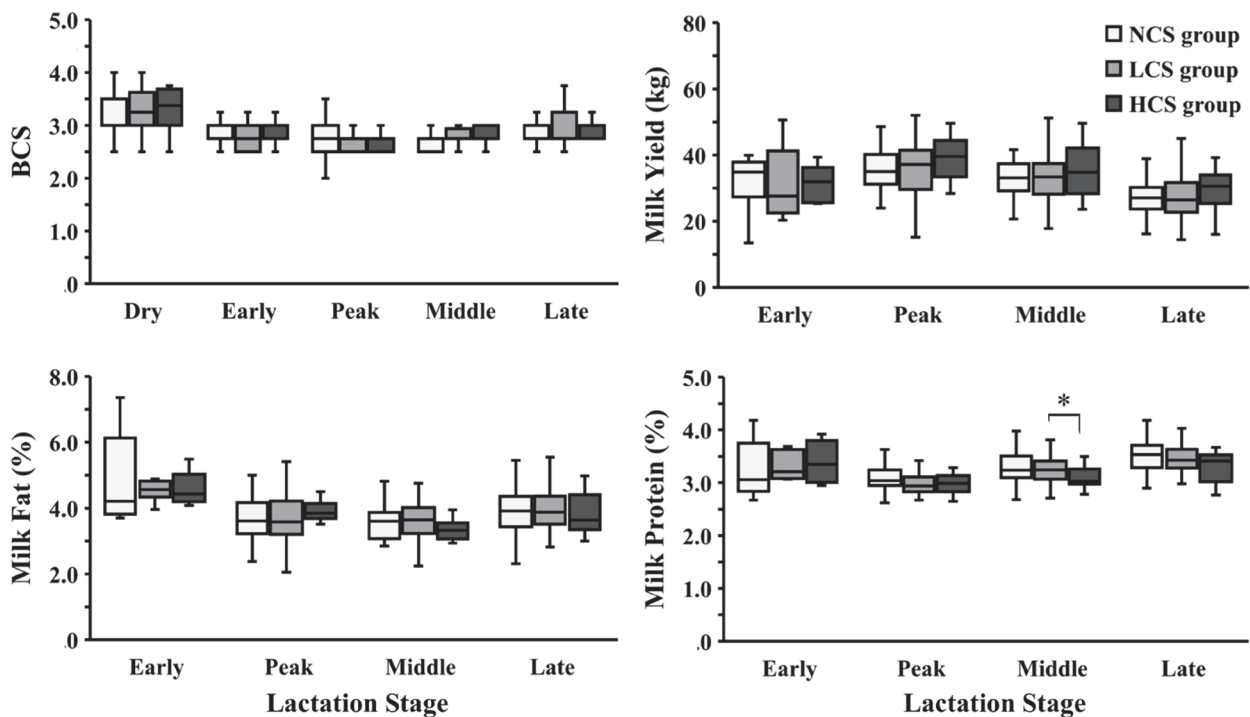 BCS
5.0
4.0
3.0
2.0
1.0
.0
Dry Early Peak Middle Late
Milk Yield (kg)
80
60
40
20
0
Early Peak Middle Late
NCS group
LCS group
HCS group
Milk Fat (%)
8.0
6.0
4.0
2.0
.0
Early Peak Middle Late
Lactation Stage
Milk Protein (%)
5.0
4.0
3.0
2.0
1.0
.0
*
Early Peak Middle Late
Lactation Stage